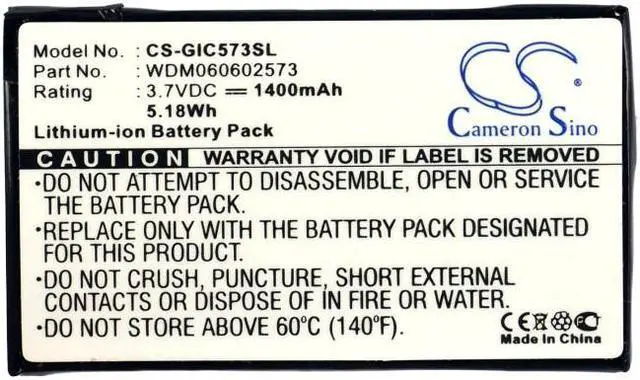 Model No. : CS-GIC573SL
Part No. : WDM060602573
Rating : 3.7VDC ⎓ 1400mAh
5.18Wh
Lithium-ion Battery Pack
CS®
Cameron Sino
CAUTION WARRANTY VOID IF LABEL IS REMOVED
·DO NOT ATTEMPT TO DISASSEMBLE, OPEN OR SERVICE
THE BATTERY PACK.
·REPLACE ONLY WITH THE BATTERY PACK DESIGNATED
FOR THIS PRODUCT.
·DO NOT CRUSH, PUNCTURE, SHORT EXTERNAL
CONTACTS OR DISPOSE OF IN FIRE OR WATER.
·DO NOT STORE ABOVE 60°C (140°F).
CE
Made In China